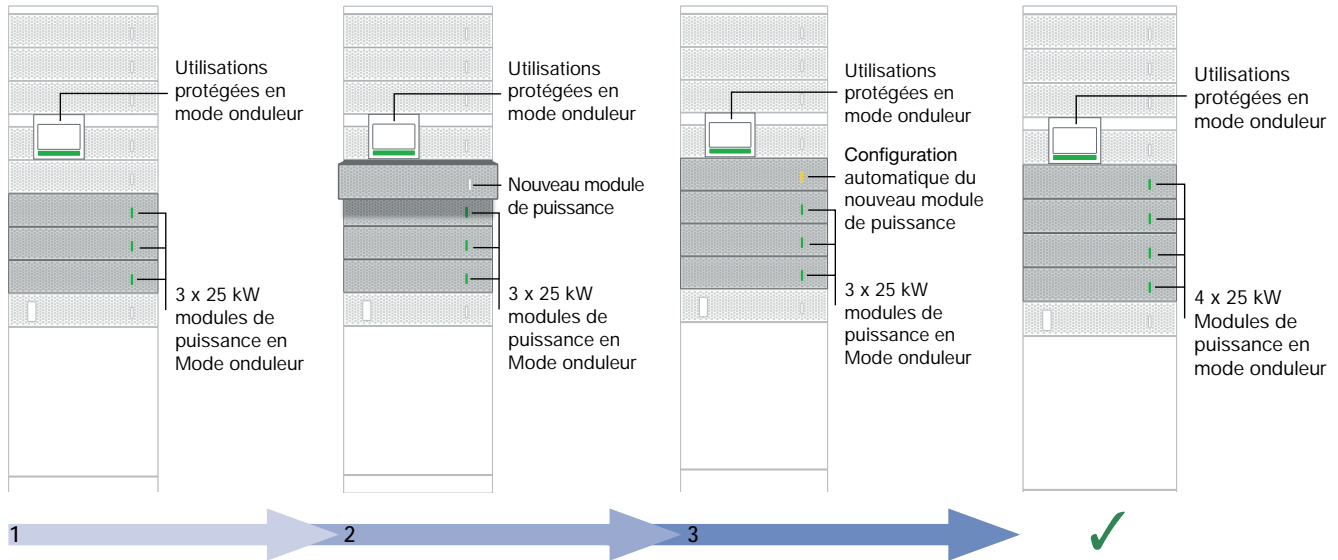 Utilisations
protégées en
mode onduleur
3 x 25 kW
modules de
puissance en
Mode onduleur
Utilisations
protégées en
mode onduleur
Nouveau module
de puissance
3 x 25 kW
modules de
puissance en
Mode onduleur
Utilisations
protégées en
mode onduleur
Configuration
automatique du
nouveau module
de puissance
3 x 25 kW
modules de
puissance en
Mode onduleur
Utilisations
protégées en
mode onduleur
4 x 25 kW
Modules de
puissance en
mode onduleur
1
2
3